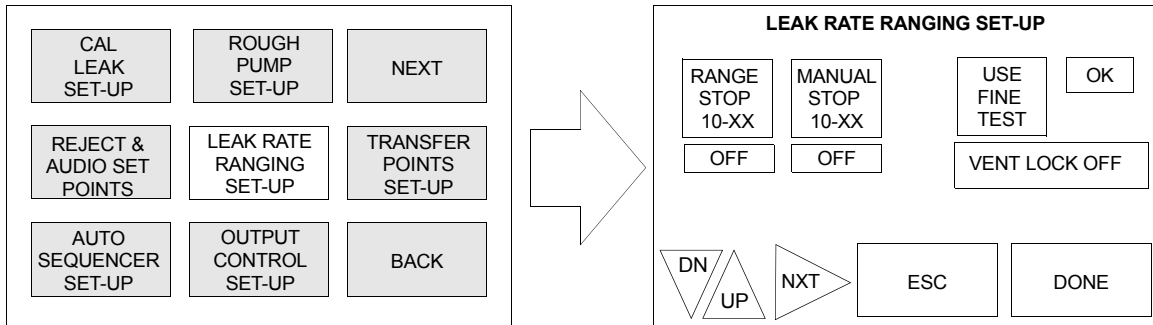 CAL
LEAK
SET-UP
ROUGH
PUMP
SET-UP
NEXT
REJECT &
AUDIO SET
POINTS
LEAK RATE
RANGING
SET-UP
TRANSFER
POINTS
SET-UP
AUTO
SEQUENCER
SET-UP
OUTPUT
CONTROL
SET-UP
BACK
LEAK RATE RANGING SET-UP
RANGE
STOP
10-XX
MANUAL
STOP
10-XX
USE
FINE
TEST
OK
OFF
OFF
VENT LOCK OFF
DN
UP
NXT
ESC
DONE